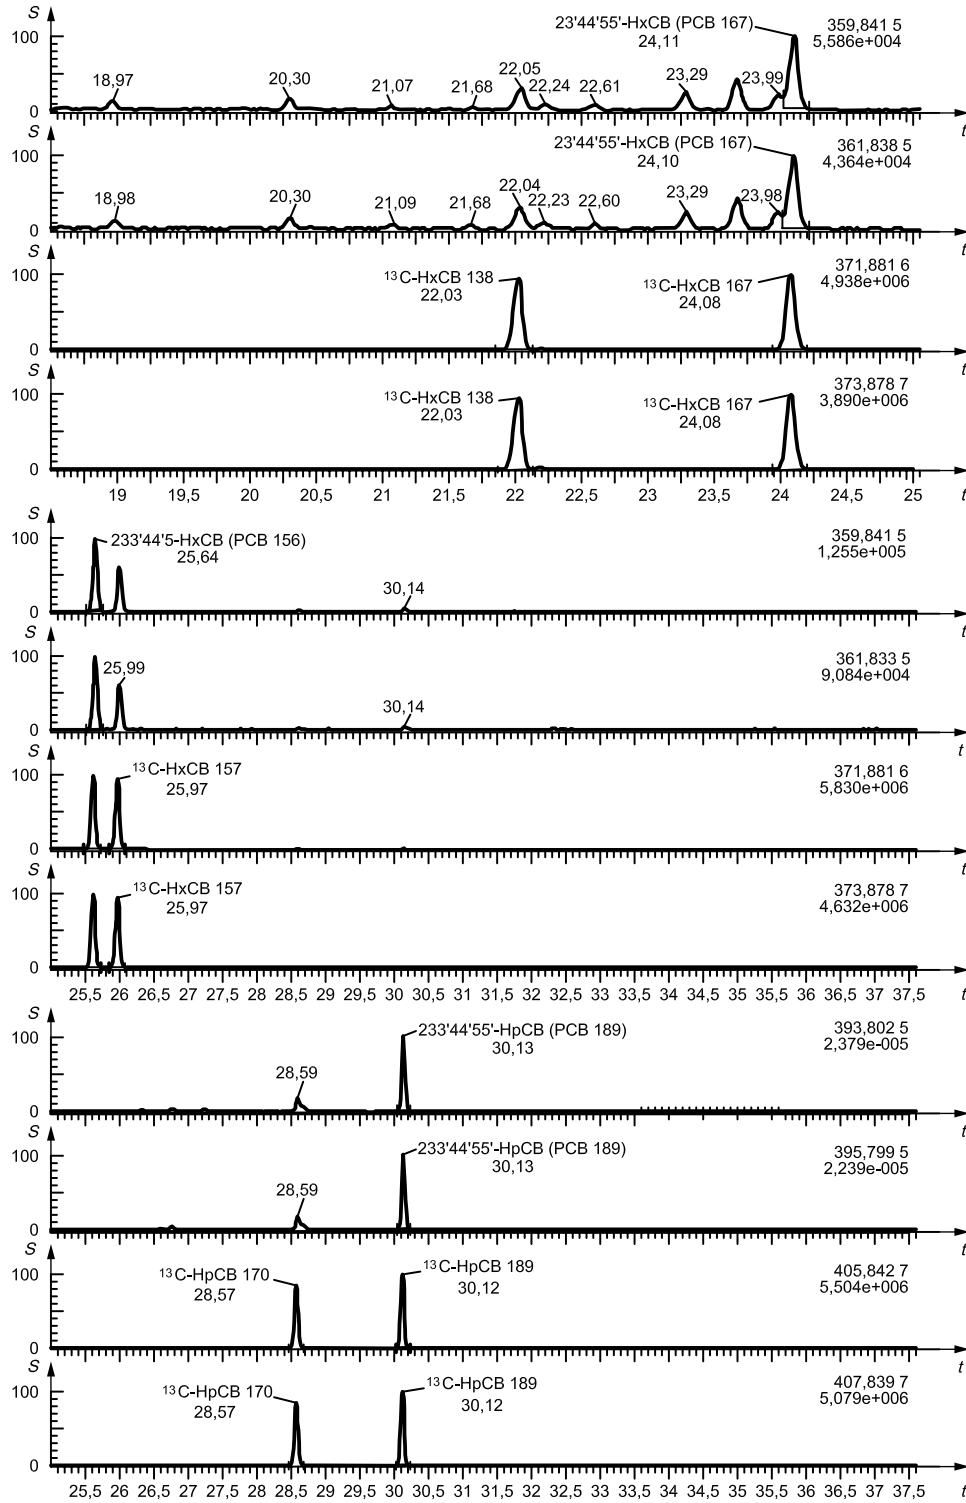 S
100
0
18,97
20,30
21,07
21,68
22,05
22,24
22,61
23,29
23,99
23'44'55'-HxCB (PCB 167)
24,11
359,841 5
5,586e+004
t
S
100
0
18,98
20,30
21,09
21,68
22,04
22,23
22,60
23,29
23,98
23'44'55'-HxCB (PCB 167)
24,10
361,838 5
4,364e+004
t
S
100
0
13C-HxCB 138
22,03
13C-HxCB 167
24,08
371,881 6
4,938e+006
t
S
100
0
13C-HxCB 138
22,03
13C-HxCB 167
24,08
373,878 7
3,890e+006
19 19,5 20 20,5 21 21,5 22 22,5 23 23,5 24 24,5 25 t
S
100
0
233'44'5-HxCB (PCB 156)
25,64
30,14
359,841 5
1,255e+005
t
S
100
0
25,99
30,14
361,833 5
9,084e+004
t
S
100
0
13C-HxCB 157
25,97
371,881 6
5,830e+006
t
S
100
0
13C-HxCB 157
25,97
373,878 7
4,632e+006
25,5 26 26,5 27 27,5 28 28,5 29 29,5 30 30,5 31 31,5 32 32,5 33 33,5 34 34,5 35 35,5 36 36,5 37 37,5 t
S
100
0
28,59
233'44'55'-HpCB (PCB 189)
30,13
393,802 5
2,379e-005
t
S
100
0
28,59
233'44'55'-HpCB (PCB 189)
30,13
395,799 5
2,239e-005
t
S
100
0
13C-HpCB 170
28,57
13C-HpCB 189
30,12
405,842 7
5,504e+006
t
S
100
0
13C-HpCB 170
28,57
13C-HpCB 189
30,12
407,839 7
5,079e+006
25,5 26 26,5 27 27,5 28 28,5 29 29,5 30 30,5 31 31,5 32 32,5 33 33,5 34 34,5 35 35,5 36 36,5 37 37,5 t